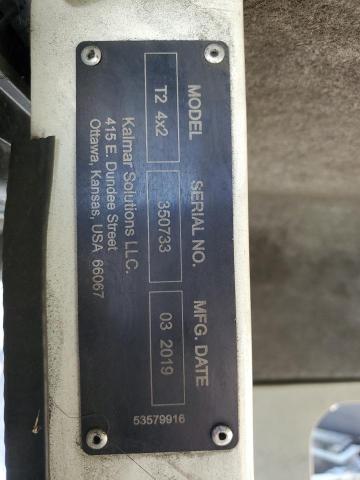 MODEL SERIAL NO. MFG. DATE
T2 4x2 350733 03 2019
Kalmar Solutions LLC.
415 E. Dundee Street
Ottawa, Kansas, USA 66067
53579916